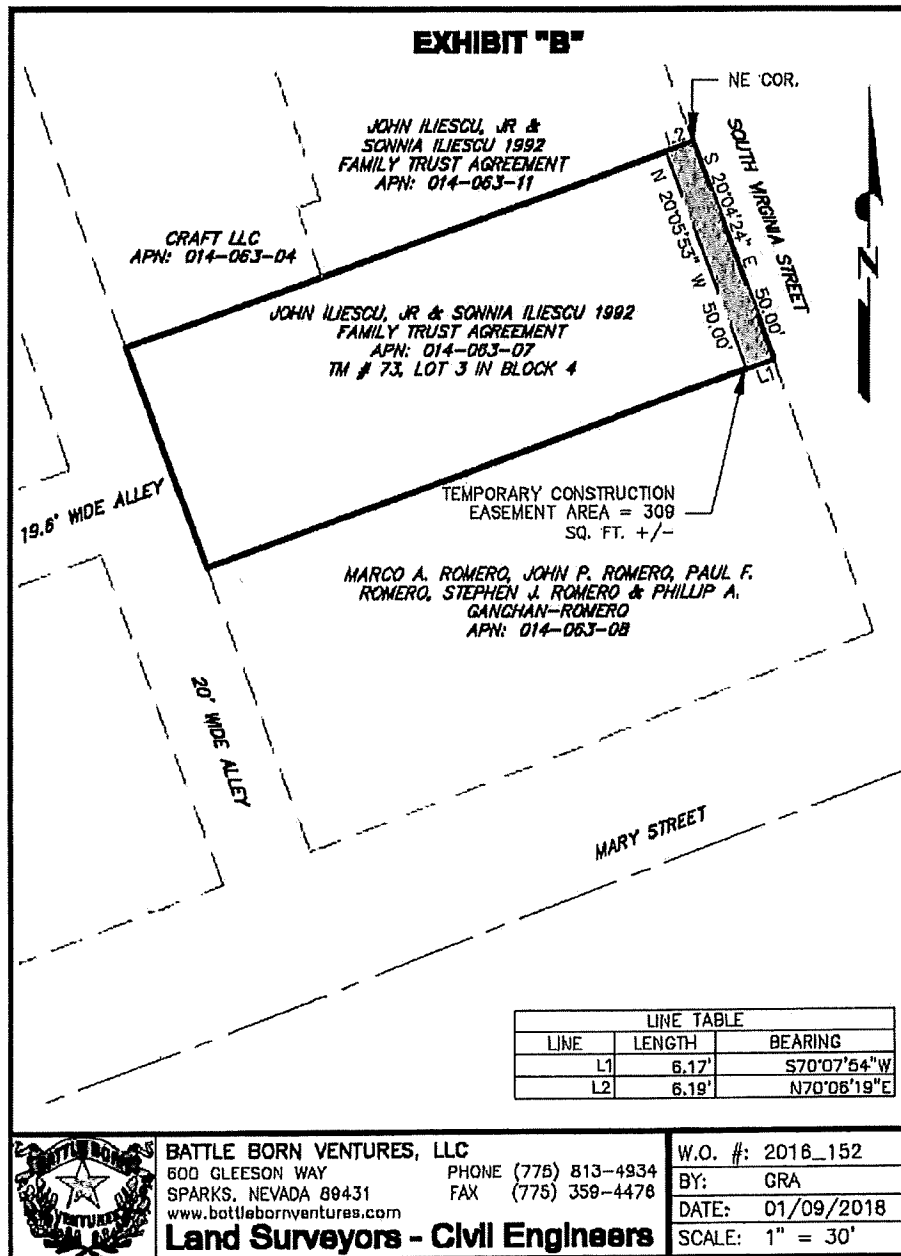 EXHIBIT "B"
NE COR.
JOHN ILIESCU, JR &
SONNIA ILIESCU 1992
FAMILY TRUST AGREEMENT
APN: 014-063-11
SOUTH VIRGINIA STREET
S 20°04'24" E 50.00'
N 20°05'53" W 50.00'
CRAFT LLC
APN: 014-063-04
JOHN ILIESCU, JR & SONNIA ILIESCU 1992
FAMILY TRUST AGREEMENT
APN: 014-063-07
TM # 73, LOT 3 IN BLOCK 4
L1
N
19.6' WIDE ALLEY
TEMPORARY CONSTRUCTION
EASEMENT AREA = 309
SQ. FT. +/-
MARCO A. ROMERO, JOHN P. ROMERO, PAUL F.
ROMERO, STEPHEN J. ROMERO & PHILLIP A.
GANCHAN-ROMERO
APN: 014-063-08
20' WIDE ALLEY
MARY STREET
LINE TABLE
LINE LENGTH BEARING
L1 6.17' S70°07'54"W
L2 6.19' N70°06'19"E
BATTLE BORN
VENTURES
BATTLE BORN VENTURES, LLC
600 GLEESON WAY PHONE (775) 813-4934
SPARKS, NEVADA 89431 FAX (775) 359-4476
www.battlebornventures.com
Land Surveyors - Civil Engineers
W.O. #: 2016_152
BY: GRA
DATE: 01/09/2018
SCALE: 1" = 30'